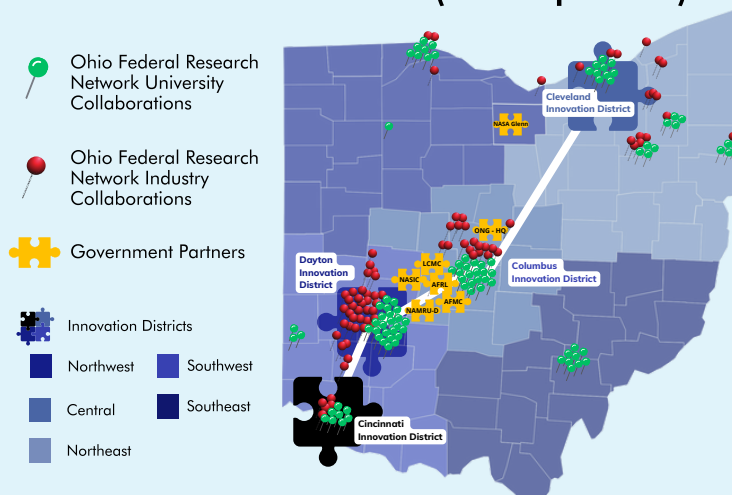 Ohio Federal Research
Network University
Collaborations
Ohio Federal Research
Network Industry
Collaborations
Government Partners
Innovation Districts
Northwest
Southwest
Central
Southeast
Northeast
Cleveland
Innovation District
NASA Glenn
ONG - HQ
Columbus
Innovation District
Dayton
Innovation
District
LCMC
NASIC
AFRL
AFMC
NAMRU-D
Cincinnati
Innovation District